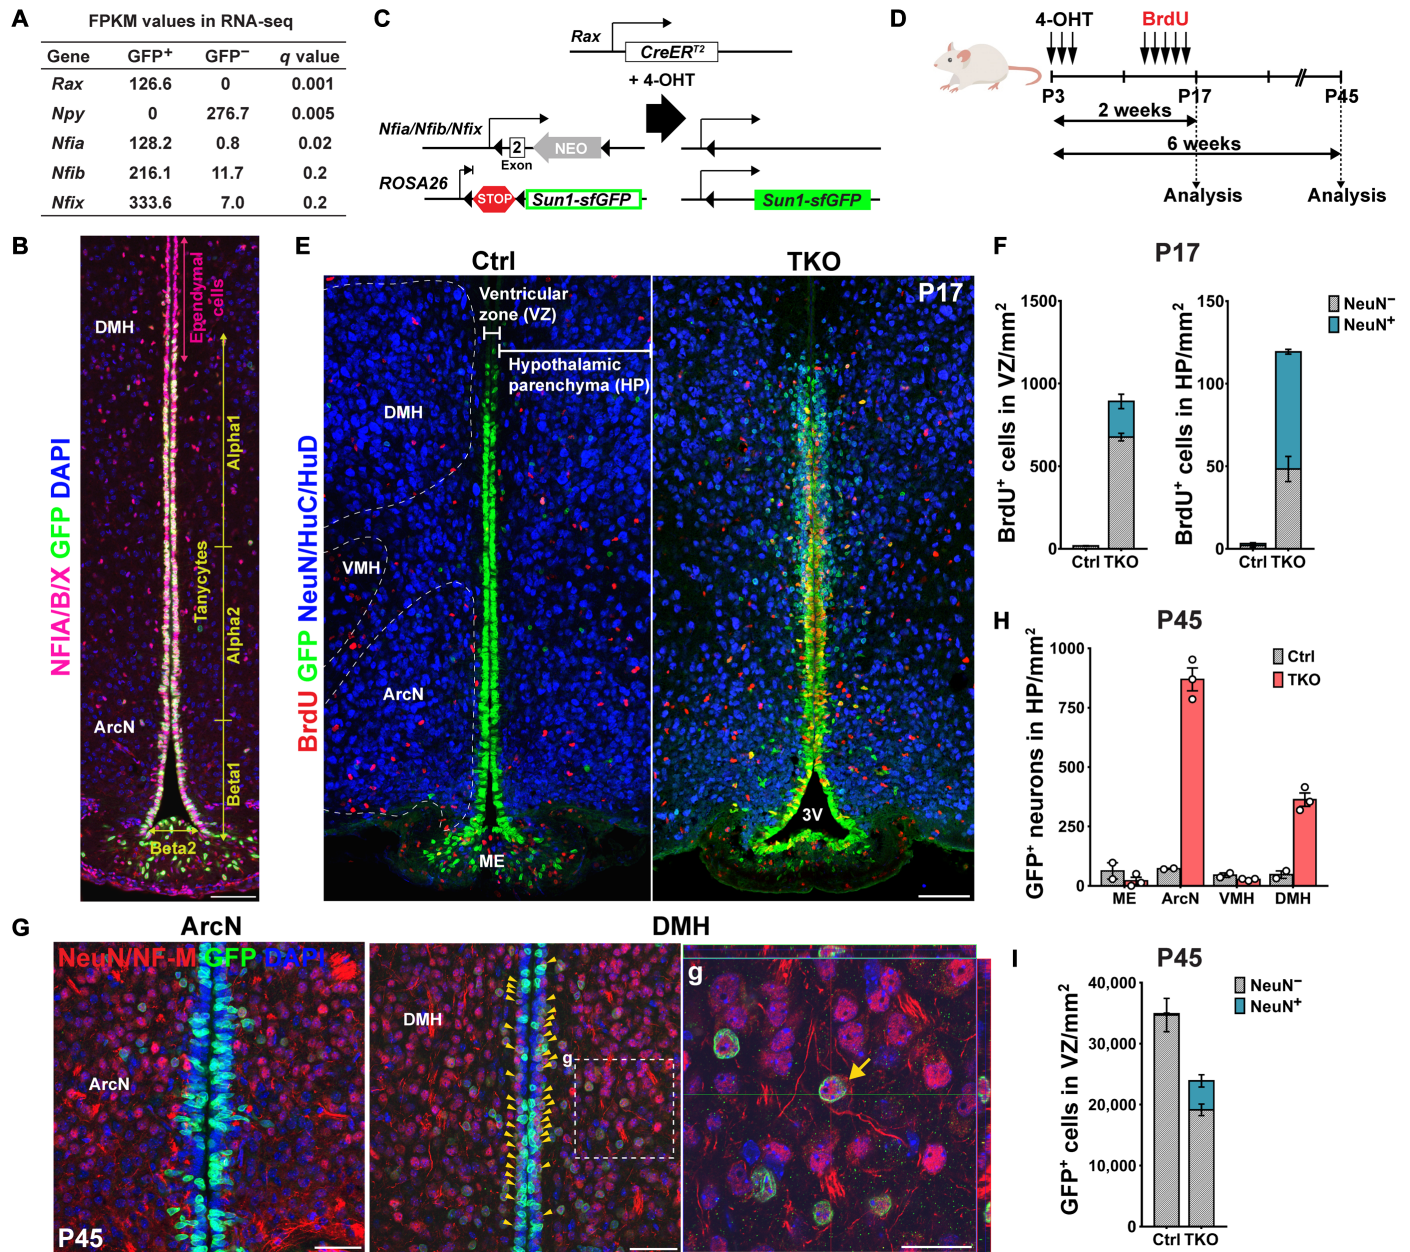 A
FPKM values in RNA-seq
Gene GFP+ GFP− q value
Rax 126.6 0 0.001
Npy 0 276.7 0.005
Nfia 128.2 0.8 0.02
Nfib 216.1 11.7 0.2
Nfix 333.6 7.0 0.2
B
NFIA/B/X GFP DAPI
DMH
Ependymal
cells
Alpha1
Tanycytes
Alpha2
ArcN
Beta1
Beta2
C
Rax
CreERT2
+ 4-OHT
Nfia/Nfib/Nfix
2
Exon
NEO
ROSA26
STOP
Sun1-sfGFP
Sun1-sfGFP
D
4-OHT BrdU
P3 P17 P45
2 weeks
6 weeks
Analysis Analysis
E
Ctrl TKO
BrdU GFP NeuN/HuC/HuD
P17
Ventricular
zone (VZ)
Hypothalamic
parenchyma (HP)
DMH
VMH
ArcN
ME
3V
F
P17
BrdU+ cells in VZ/mm2
1500
1000
500
0
Ctrl TKO
BrdU+ cells in HP/mm2
150
100
50
0
Ctrl TKO
NeuN−
NeuN+
G
ArcN DMH
NeuN/NF-M GFP DAPI
ArcN
P45
DMH
g
g
H
P45
GFP+ neurons in HP/mm2
1000
750
500
250
0
Ctrl
TKO
ME ArcN VMH DMH
I
P45
GFP+ cells in VZ/mm2
40,000
30,000
20,000
10,000
0
NeuN−
NeuN+
Ctrl TKO